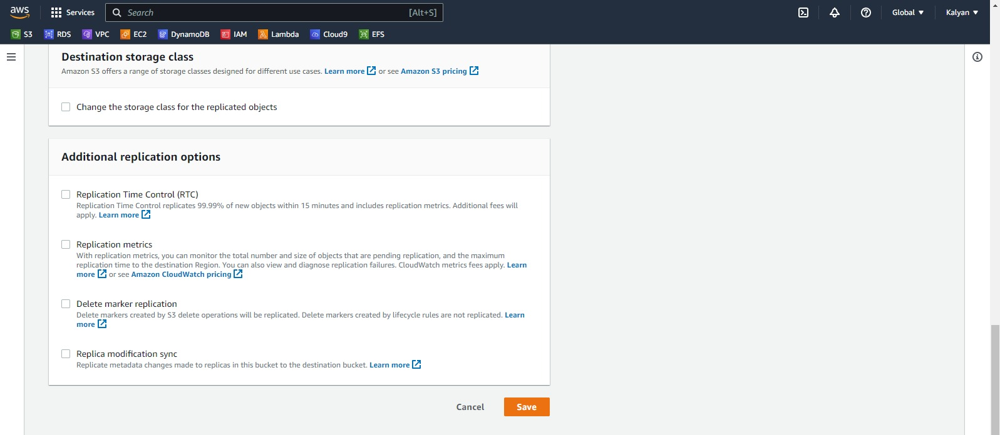 aws Services Search [Alt+S] Global Kalyan
S3 RDS VPC EC2 DynamoDB IAM Lambda Cloud9 EFS
Destination storage class
Amazon S3 offers a range of storage classes designed for different use cases. Learn more or see Amazon S3 pricing
Change the storage class for the replicated objects
Additional replication options
Replication Time Control (RTC)
Replication Time Control replicates 99.99% of new objects within 15 minutes and includes replication metrics. Additional fees will
apply. Learn more
Replication metrics
With replication metrics, you can monitor the total number and size of objects that are pending replication, and the maximum
replication time to the destination Region. You can also view and diagnose replication failures. CloudWatch metrics fees apply. Learn
more or see Amazon CloudWatch pricing
Delete marker replication
Delete markers created by S3 delete operations will be replicated. Delete markers created by lifecycle rules are not replicated. Learn
more
Replica modification sync
Replicate metadata changes made to replicas in this bucket to the destination bucket. Learn more
Cancel Save